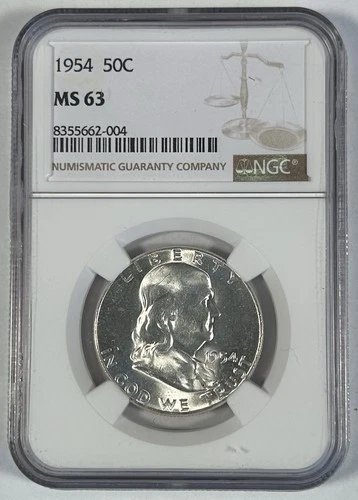 1954 50C
MS 63
8355662-004
NUMISMATIC GUARANTY COMPANY
NGC®
LIBERTY
1954
IN GOD WE TRUST